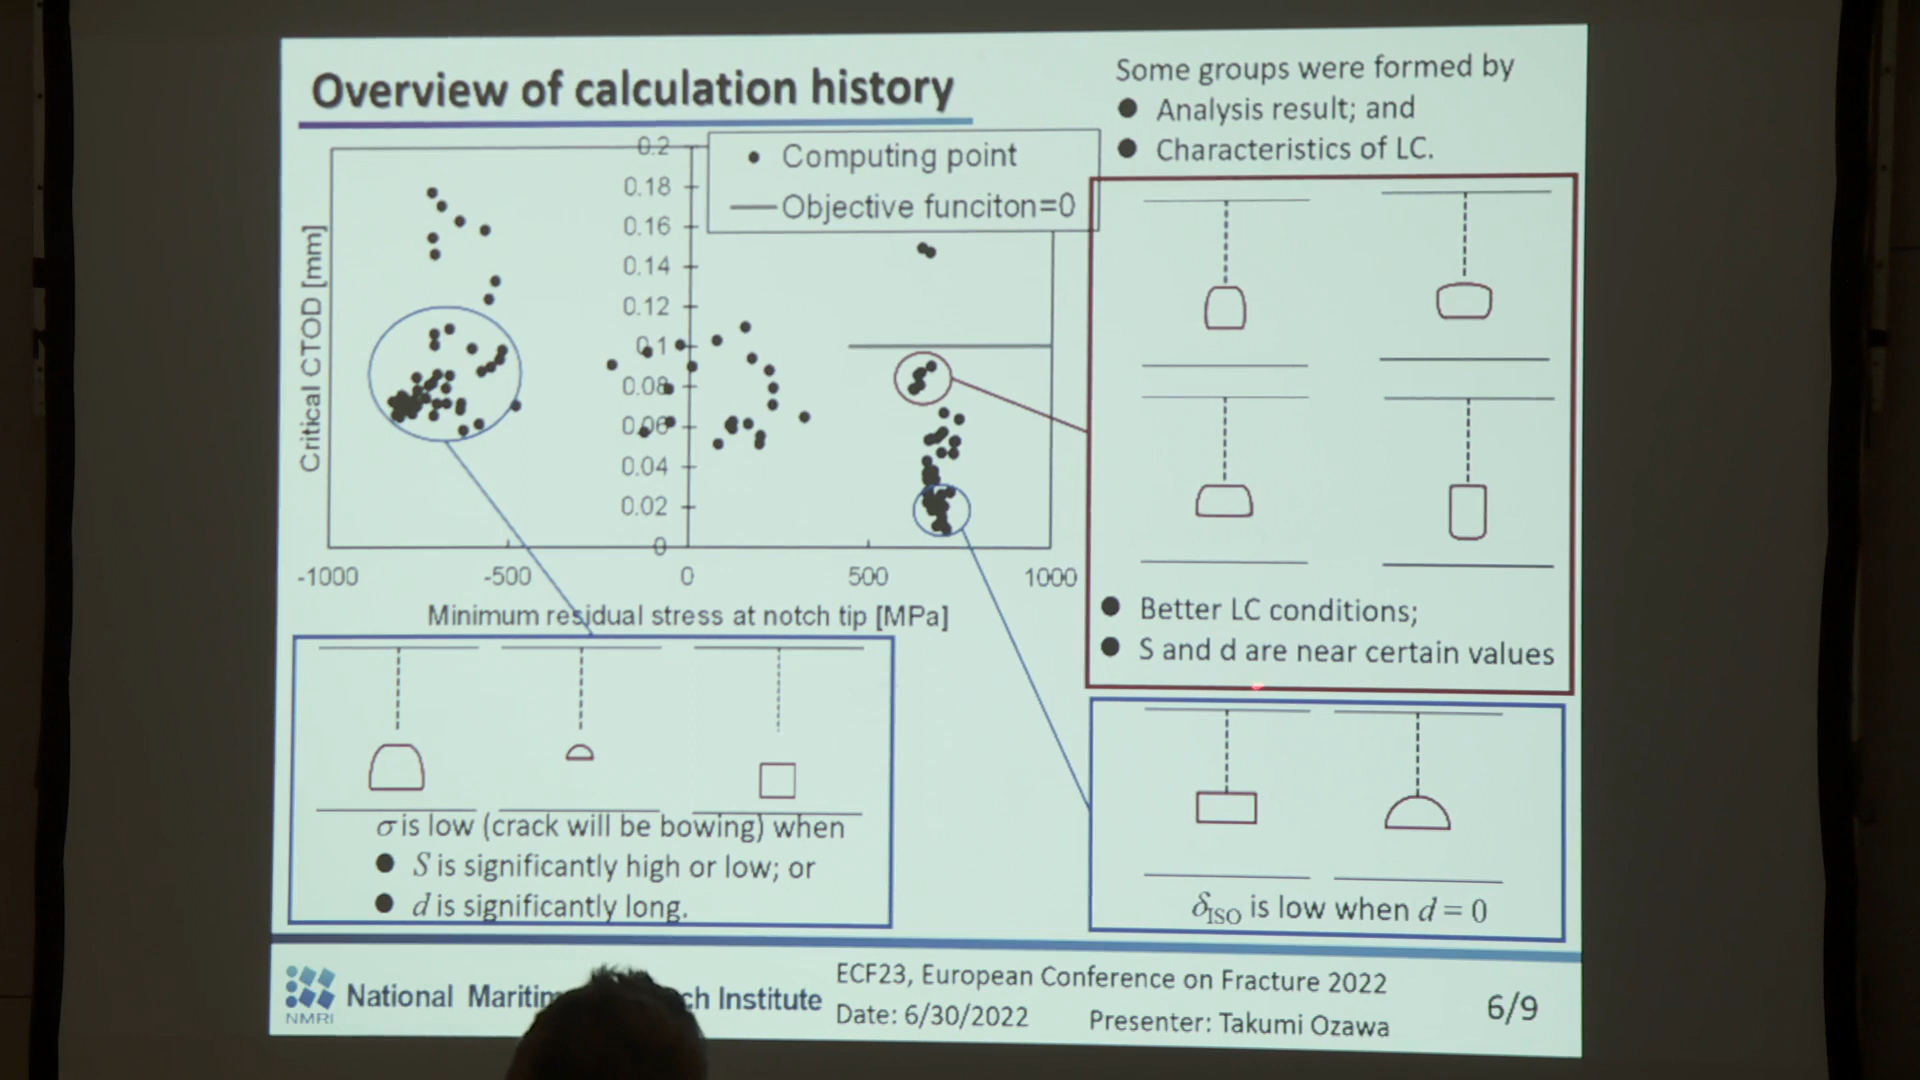 Overview of calculation history
Some groups were formed by
● Analysis result; and
● Characteristics of LC.
Computing point
Objective funciton=0
Critical CTOD [mm]
0.2
0.18
0.16
0.14
0.12
0.1
0.08
0.06
0.04
0.02
0
-1000 -500 0 500 1000
Minimum residual stress at notch tip [MPa]
● Better LC conditions;
● S and d are near certain values
σ is low (crack will be bowing) when
● S is significantly high or low; or
● d is significantly long.
δISO is low when d = 0
NMRI
National Institute
ECF23, European Conference on Fracture 2022
Date: 6/30/2022 Presenter: Takumi Ozawa
6/9